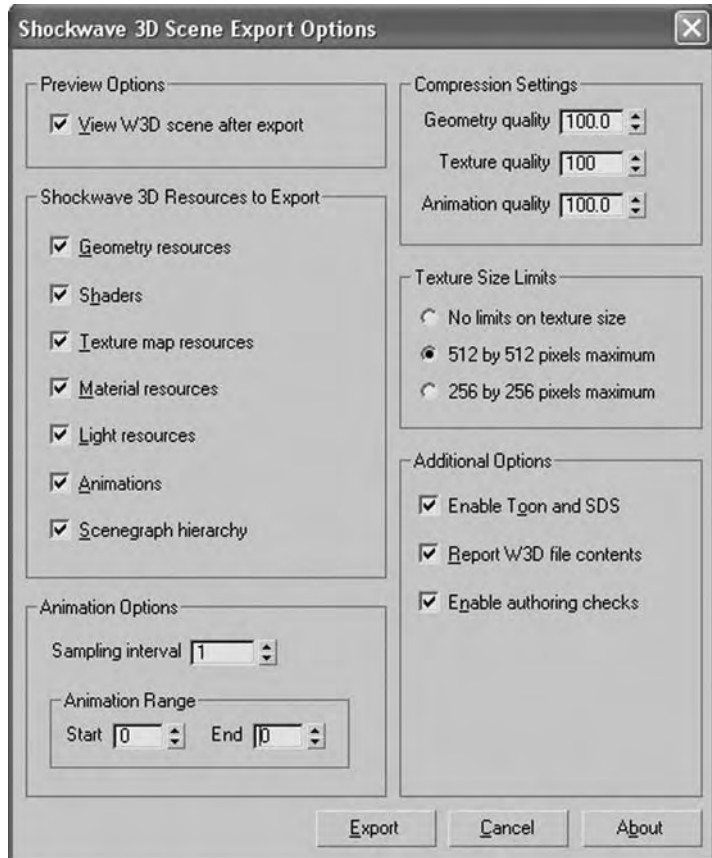 Shockwave 3D Scene Export Options
Preview Options
View W3D scene after export
Shockwave 3D Resources to Export
Geometry resources
Shaders
Texture map resources
Material resources
Light resources
Animations
Scenegraph hierarchy
Animation Options
Sampling interval 1
Animation Range
Start 0 End 0
Compression Settings
Geometry quality 100.0
Texture quality 100
Animation quality 100.0
Texture Size Limits
No limits on texture size
512 by 512 pixels maximum
256 by 256 pixels maximum
Additional Options
Enable Toon and SDS
Report W3D file contents
Enable authoring checks
Export Cancel About